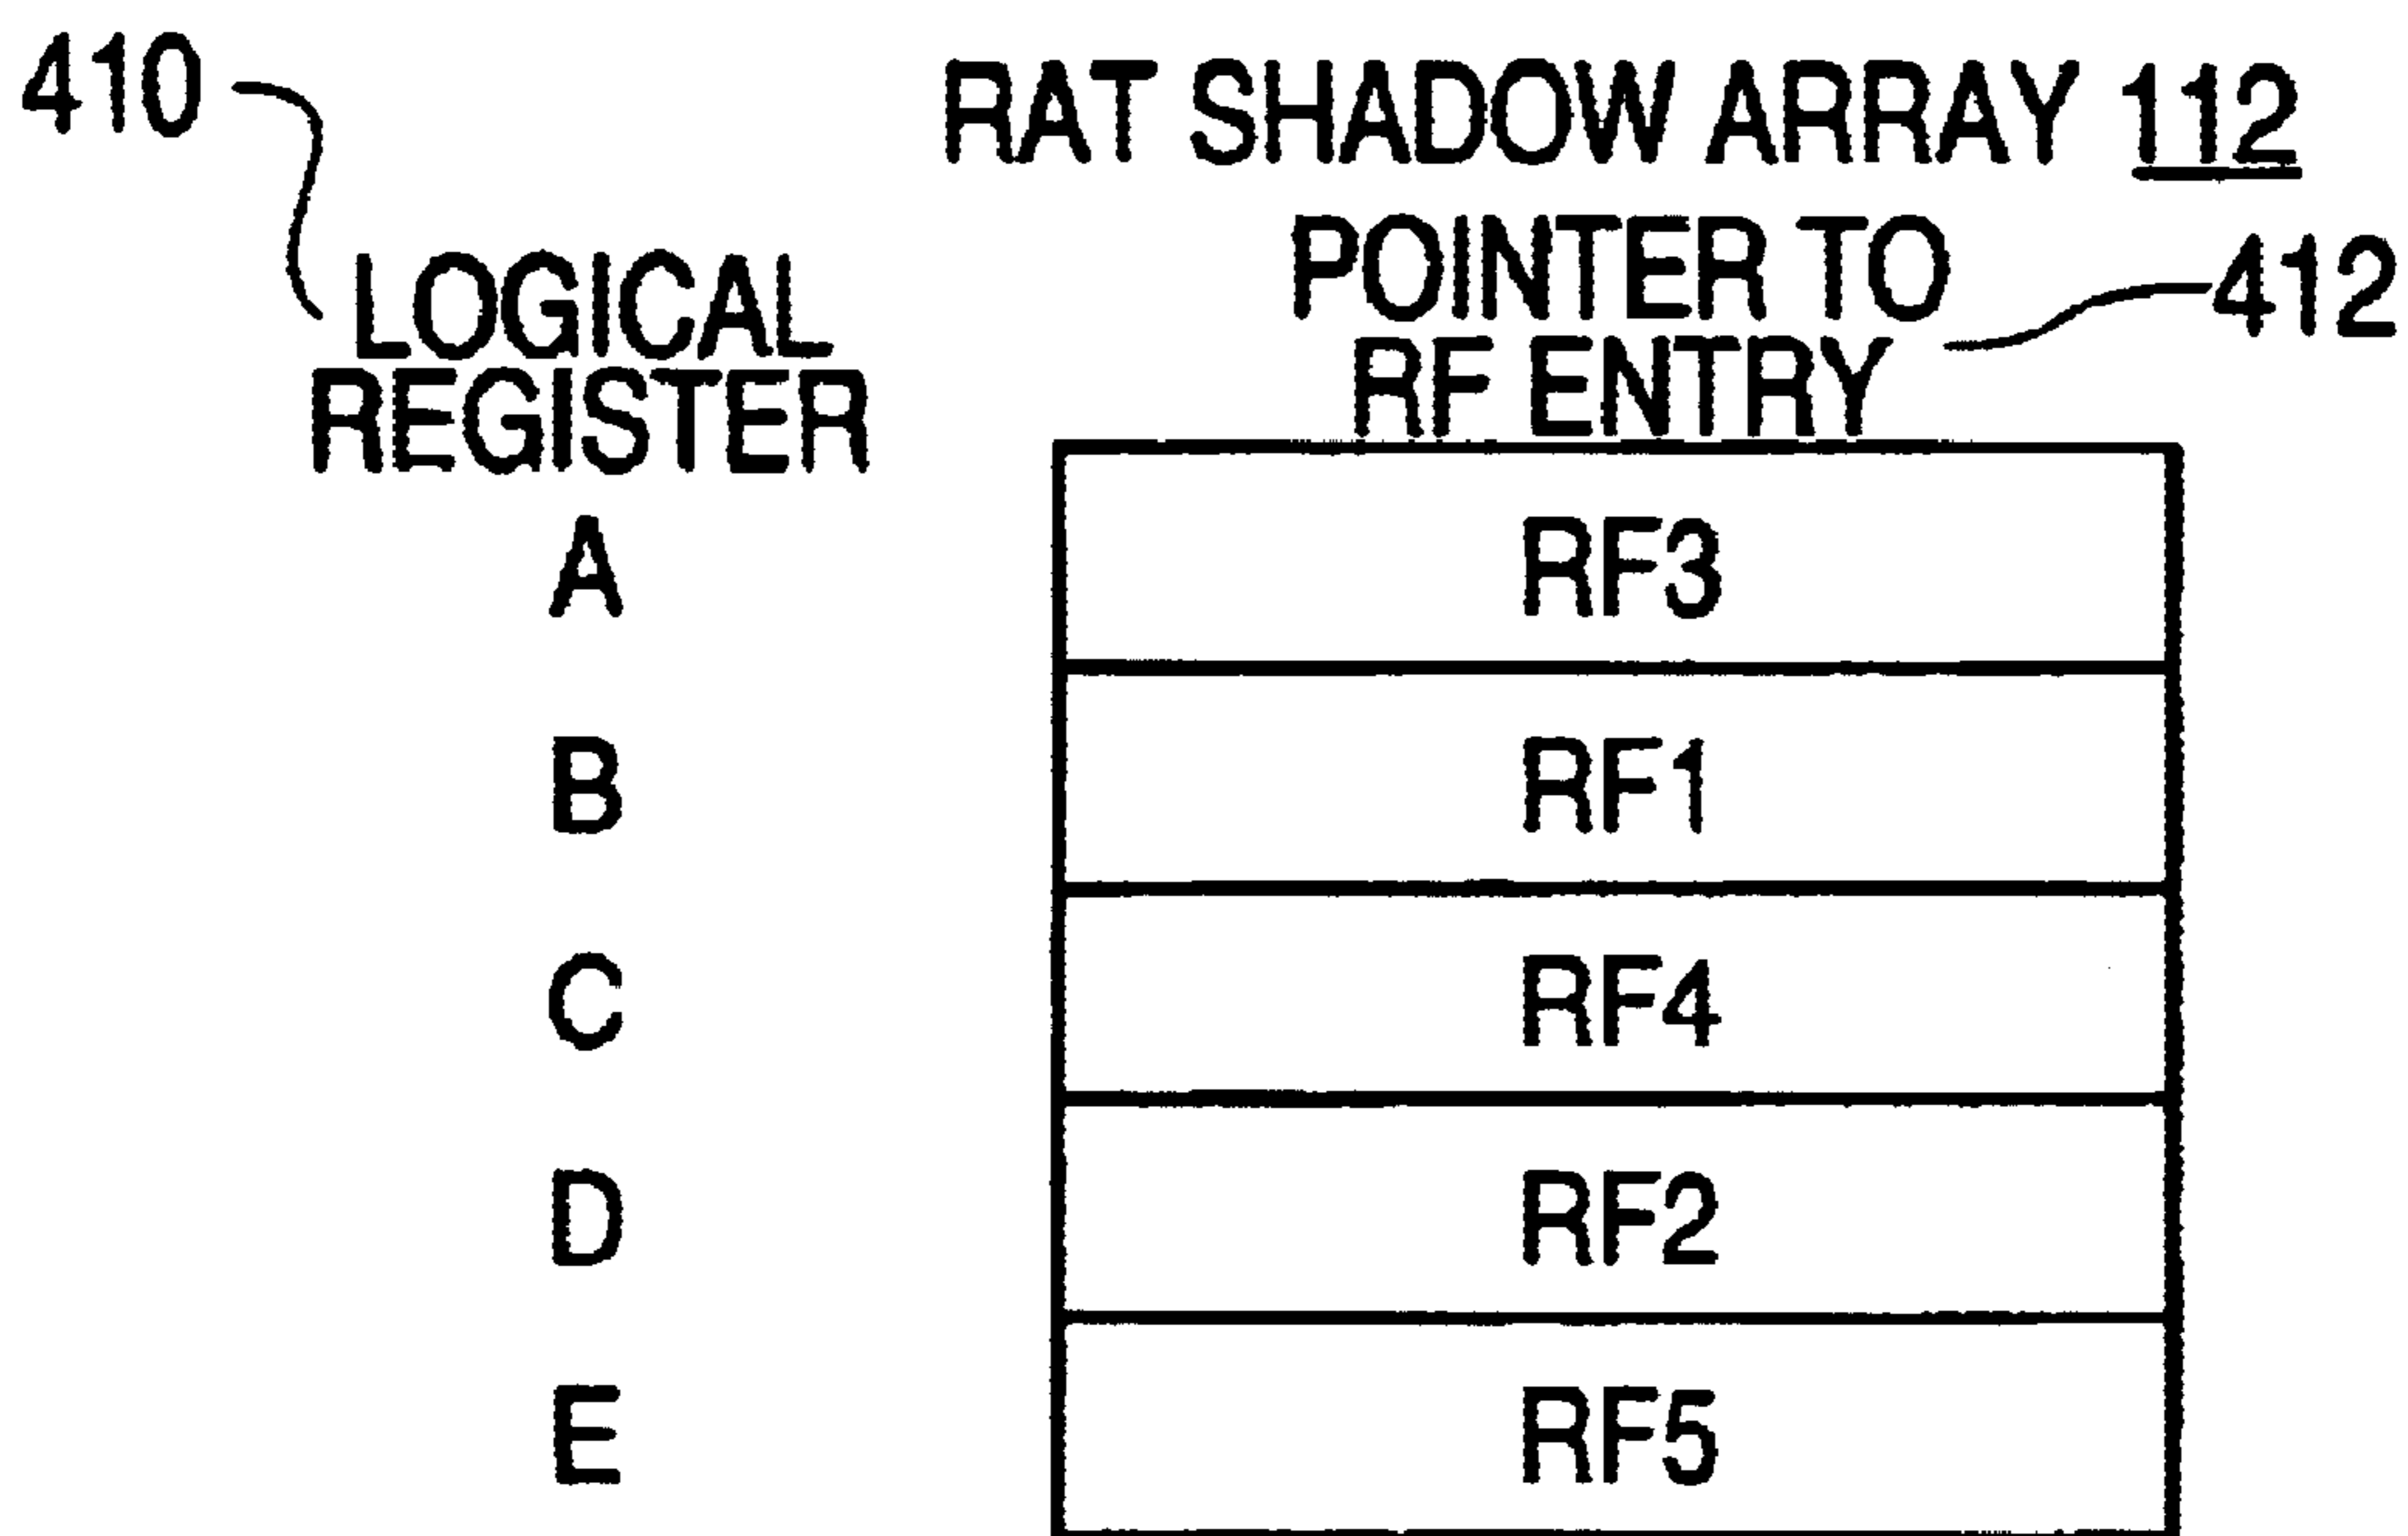 410
RAT SHADOW ARRAY 112
LOGICAL
REGISTER
POINTER TO
RF ENTRY
412
A RF3
B RF1
C RF4
D RF2
E RF5